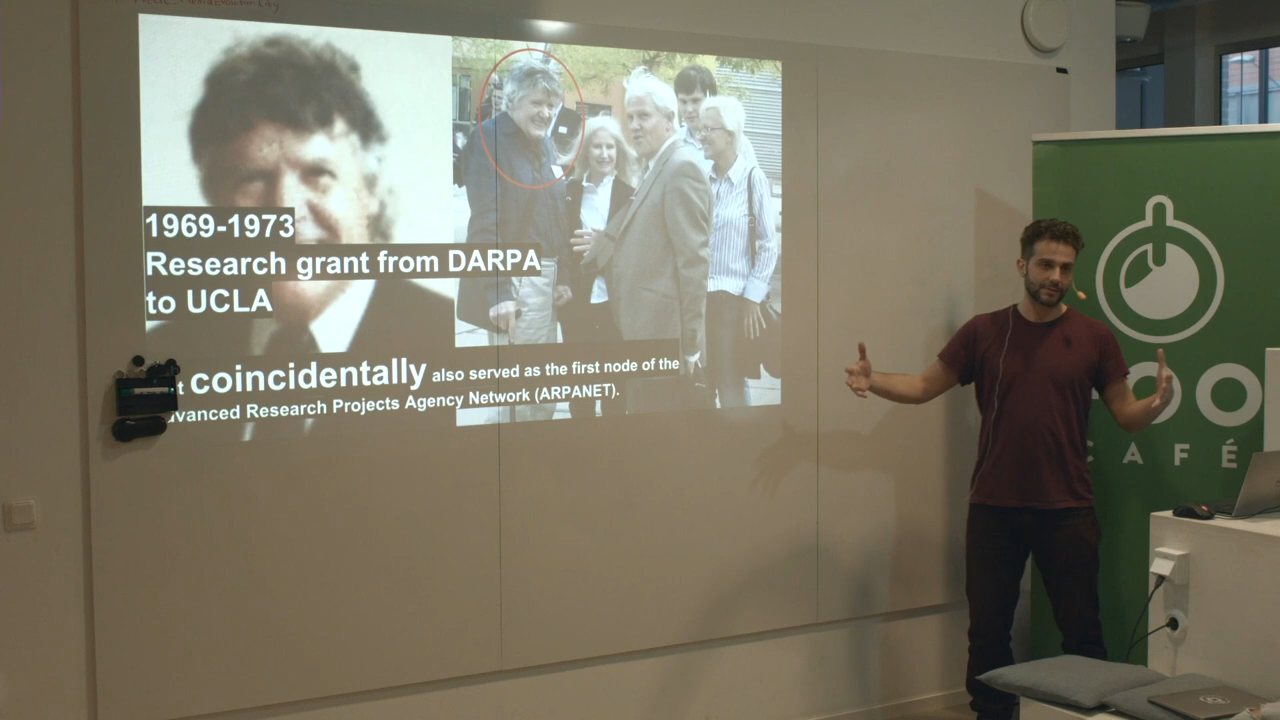 1969-1973
Research grant from DARPA
to UCLA
coincidentally also served as the first node of the
Advanced Research Projects Agency Network (ARPANET).
CAFÉ